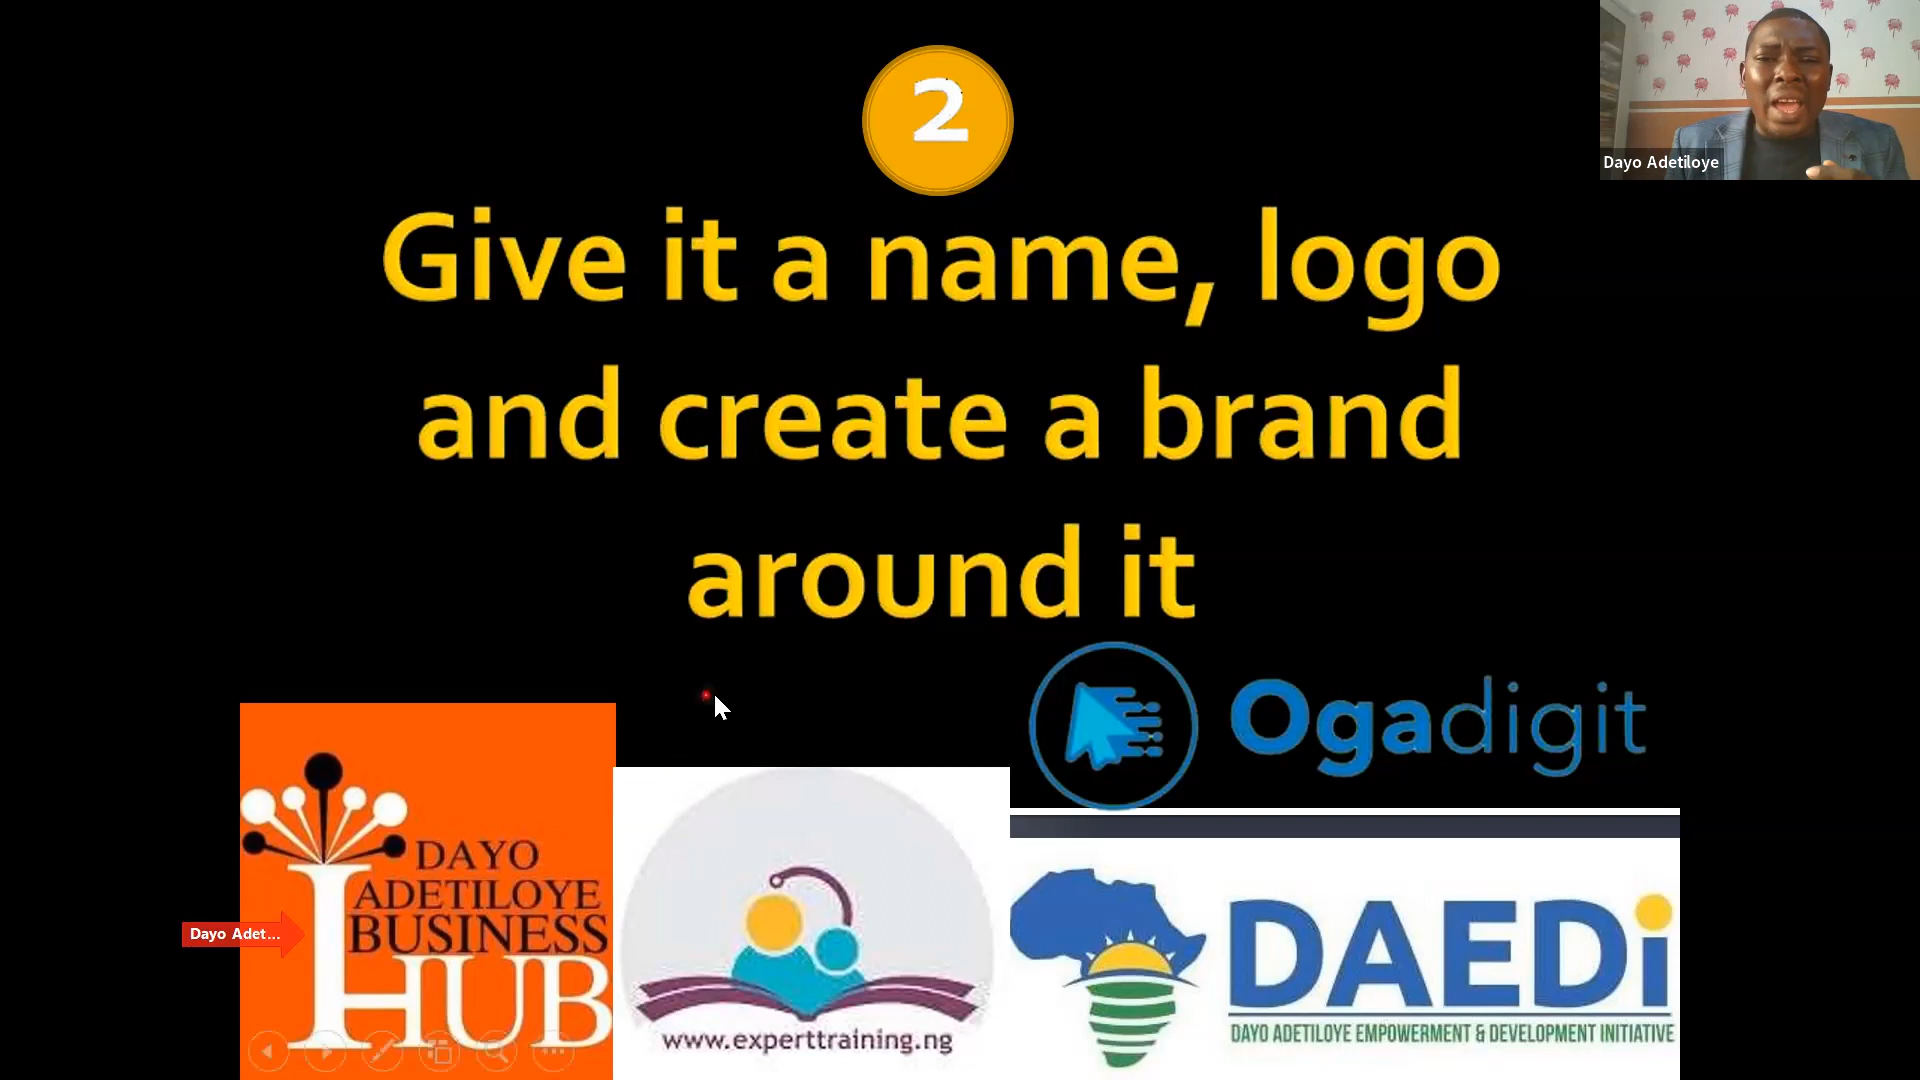 2
Dayo Adetiloye
Give it a name, logo
and create a brand
around it
Ogadigit
DAYO
ADETILOYE
BUSINESS
HUB
Dayo Adet...
www.experttraining.ng
DAEDi
DAYO ADETILOYE EMPOWERMENT & DEVELOPMENT INITIATIVE